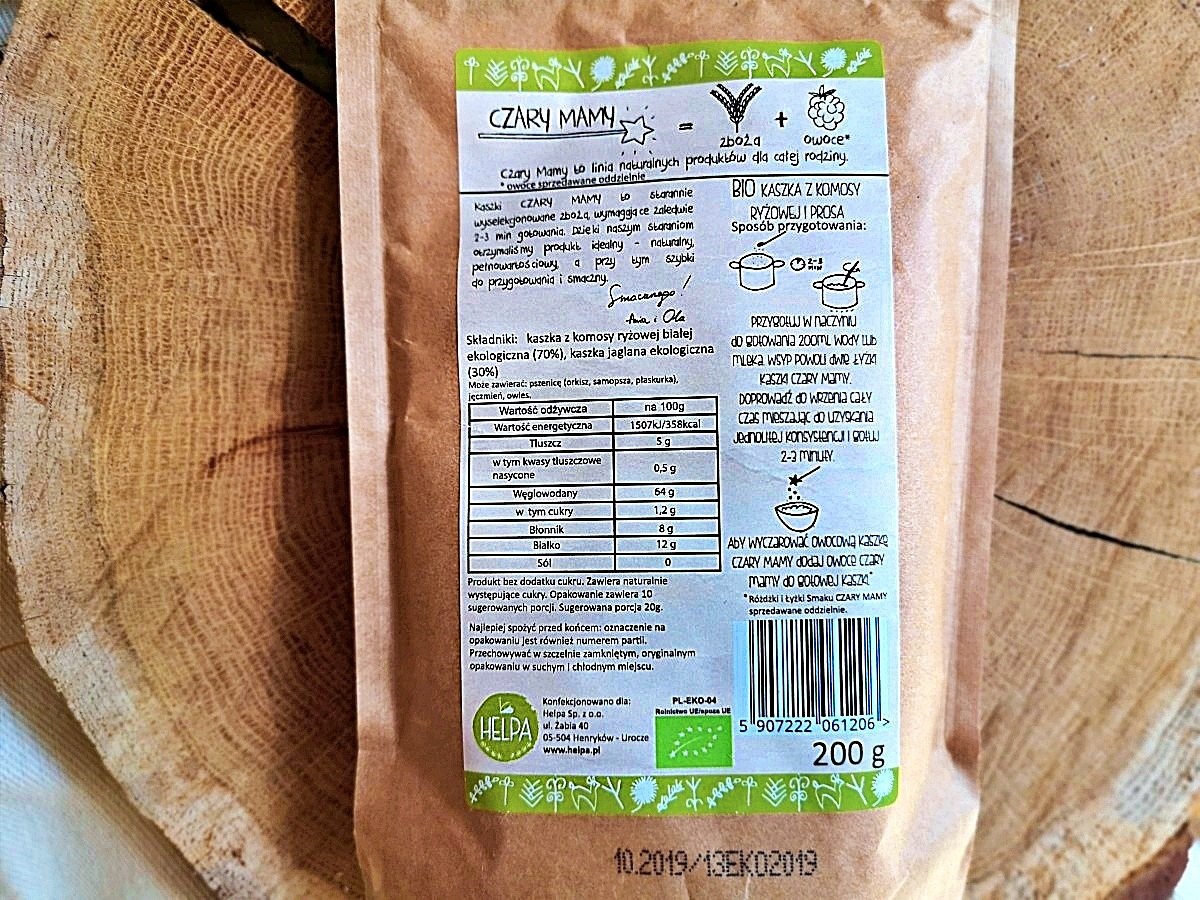 CZARY MAMY = zboża + owoce*
Czary Mamy to linia naturalnych produktów dla całej rodziny.
* owoce sprzedawane oddzielnie
Kaszki CZARY MAMY to starannie
wyselekcjonowane zboża, wymagające zaledwie
2-3 min gotowania. Dzięki naszym staraniom
otrzymaliśmy produkt idealny - naturalny,
pełnowartościowy, a przy tym szybki
do przygotowania i smaczny.
Smacznego!
Ania i Ola
Składniki: kaszka z komosy ryżowej białej
ekologiczna (70%), kaszka jaglana ekologiczna
(30%)
Może zawierać: pszenicę (orkisz, samopsza, płaskurka),
jęczmień, owies.
Wartość odżywcza na 100g
Wartość energetyczna 1507kJ/358kcal
Tłuszcz 5 g
w tym kwasy tłuszczowe
nasycone 0,5 g
Węglowodany 64 g
w tym cukry 1,2 g
Błonnik 8 g
Białko 12 g
Sól 0
Produkt bez dodatku cukru. Zawiera naturalnie
występujące cukry. Opakowanie zawiera 10
sugerowanych porcji. Sugerowana porcja 20g.
Najlepiej spożyć przed końcem: oznaczenie na
opakowaniu jest również numerem partii.
Przechowywać w szczelnie zamkniętym, oryginalnym
opakowaniu w suchym i chłodnym miejscu.
HELPA
Konfekcjonowano dla:
Helpa Sp. z o.o.
ul. Żabia 40
05-504 Henryków - Urocze
www.helpa.pl
PL-EKO-04
Rolnictwo UE/spoza UE
BIO KASZKA Z KOMOSY
RYŻOWEJ I PROSA
Sposób przygotowania:
2-3
MIN
PRZYGOTUJ W NACZYNIU
DO GOTOWANIA 200ML WODY LUB
MLEKA. WSYP POWOLI DWIE ŁYŻKI
KASZKI CZARY MAMY.
DOPROWADŹ DO WRZENIA CAŁY
CZAS MIESZAJĄC DO UZYSKANIA
JEDNOLITEJ KONSYSTENCJI I GOTUJ
2-3 MINUTY.
ABY WYCZAROWAĆ OWOCOWĄ KASZKĘ
CZARY MAMY DODAJ OWOCE CZARY
MAMY DO GOTOWEJ KASZKI.*
*Różdżki i Łyżki Smaku CZARY MAMY
sprzedawane oddzielnie.
5 907222 061206 >
200 g
10.2019/13EKO2019